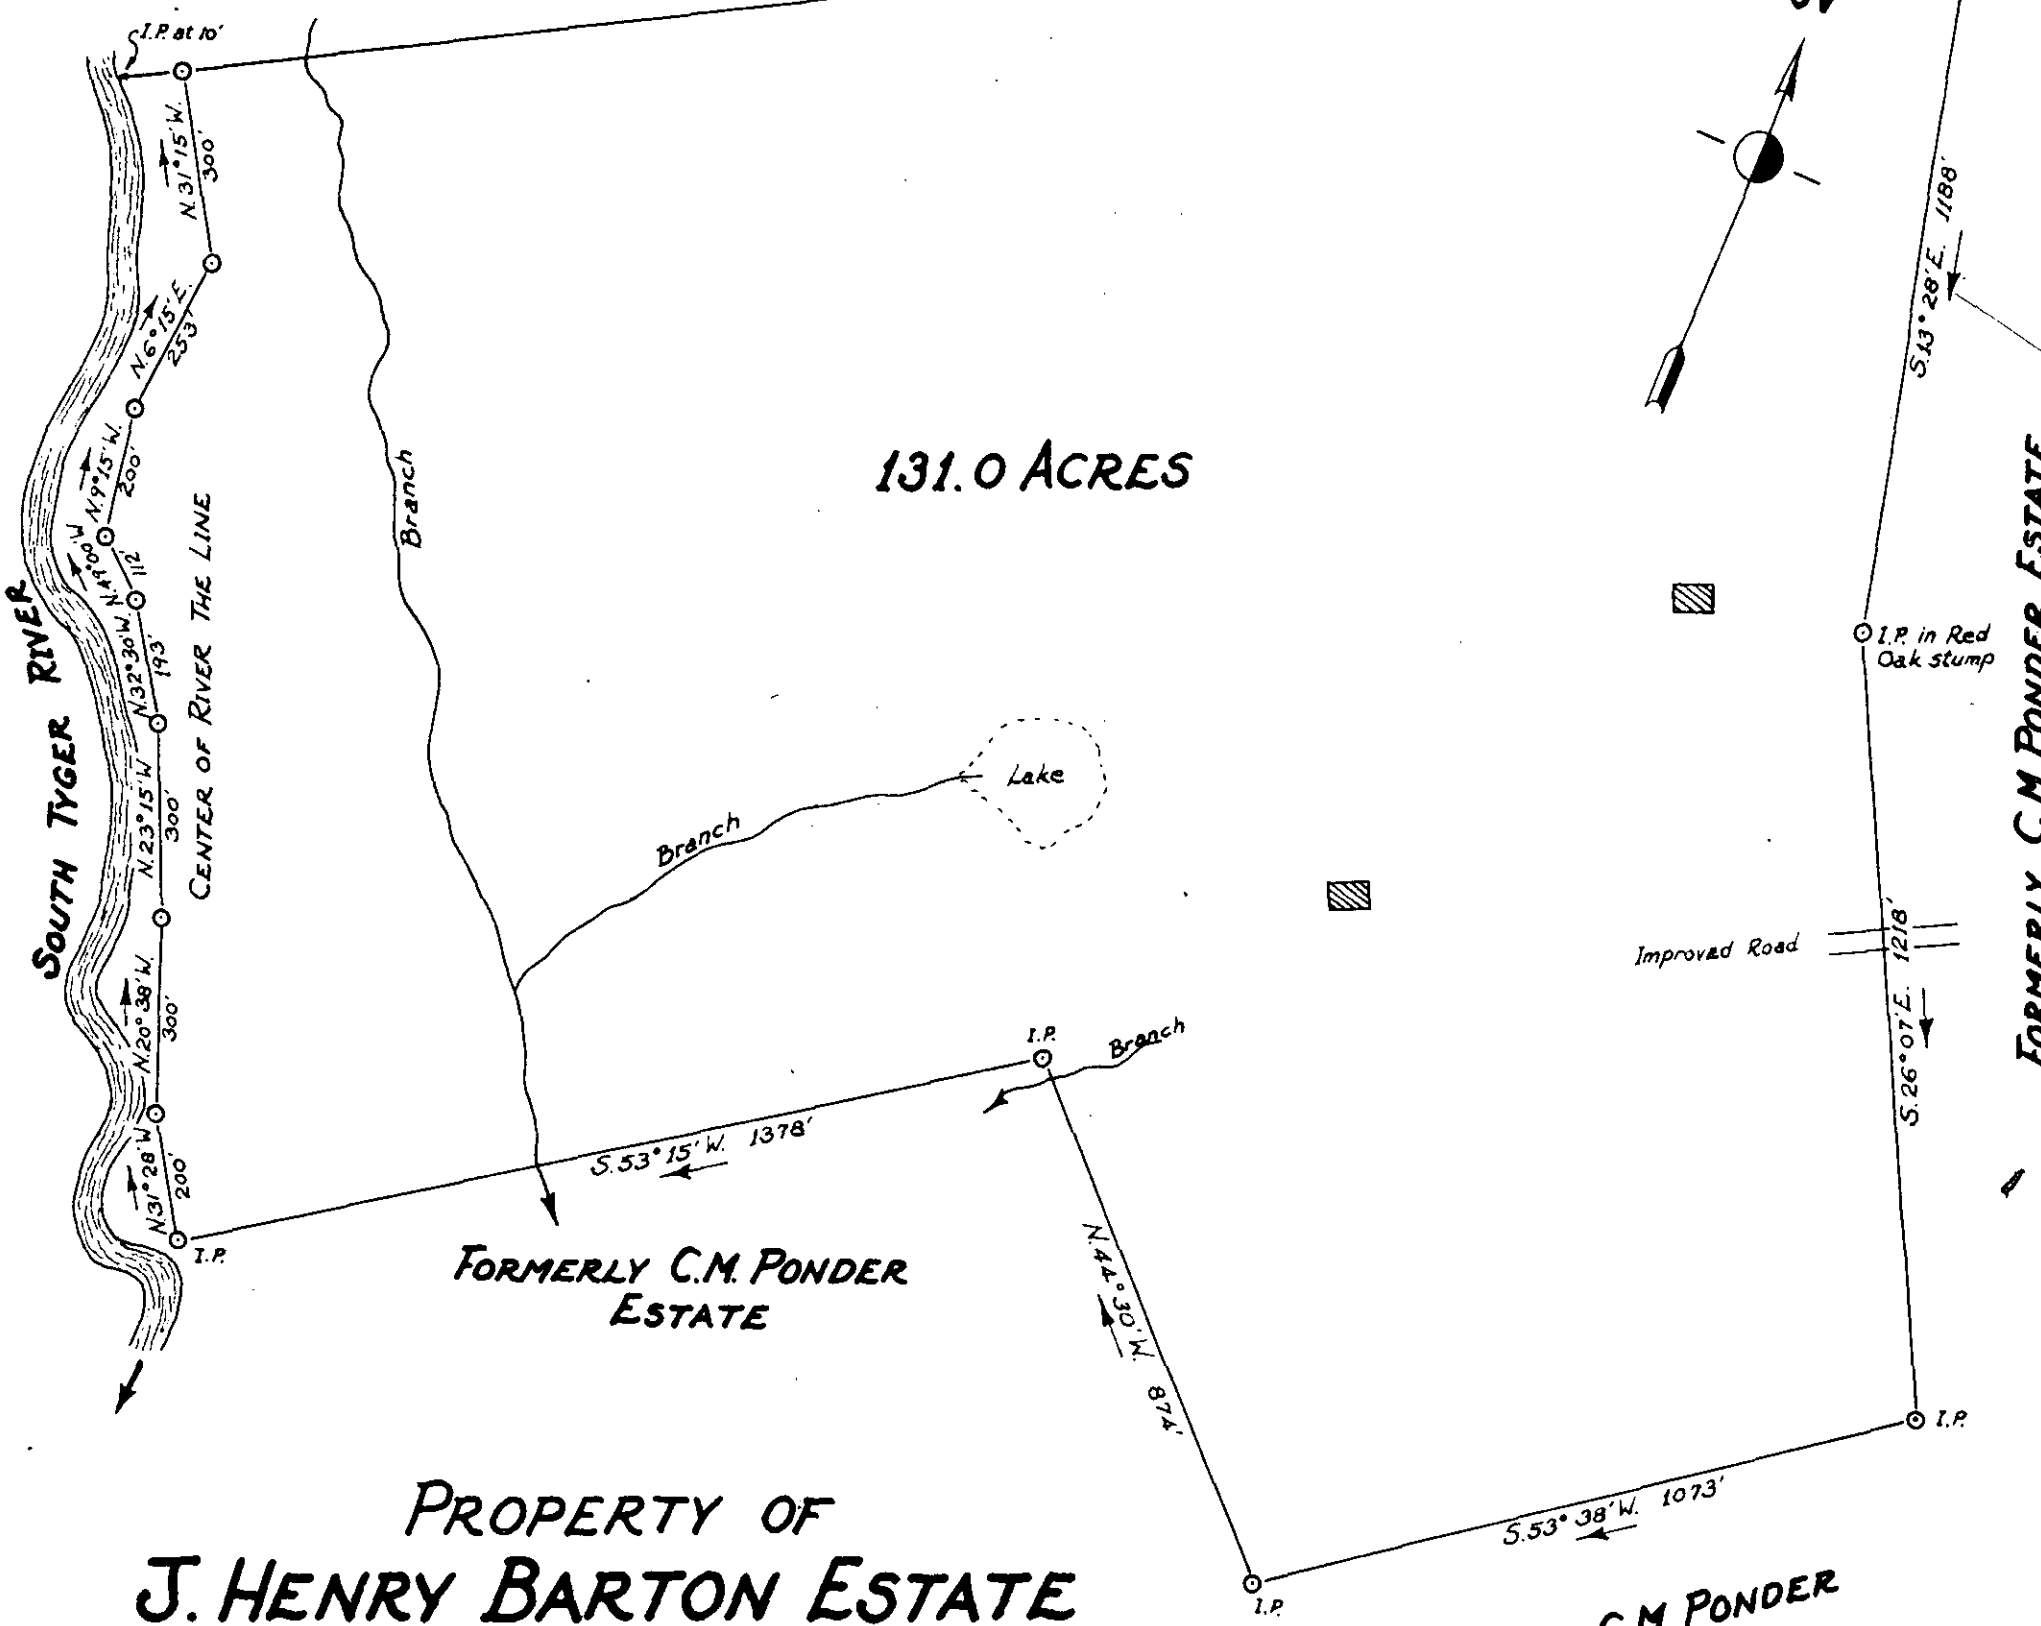 I.P. at 10'
N.31°15'W.
300'
N.6°15'E.
253'
N.9°15'W.
200'
N.49°00'W
112'
N.32°30'W.
193'
N.23°15'W
300'
N.20°38'W.
300'
N.31°28'W
200'
I.P.
SOUTH TYGER RIVER
CENTER OF RIVER THE LINE
Branch
131.0 ACRES
S.13°28'E. 1188'
I.P. in Red
Oak stump
Lake
Branch
Improved Road
S.26°07'E. 1218'
FORMERLY C.M PONDER ESTATE
I.P.
Branch
S.53°15'W. 1378'
FORMERLY C.M. PONDER
ESTATE
N.44°30'W. 874'
I.P.
S.53°38'W. 1073'
I.P.
C.M PONDER
PROPERTY OF
J. HENRY BARTON ESTATE